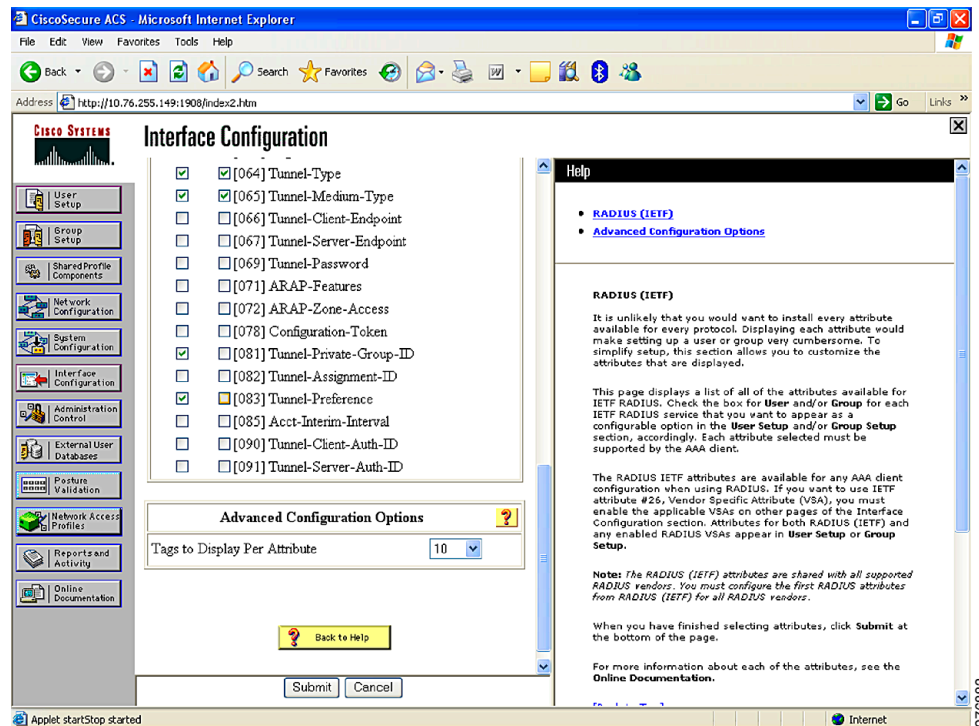 CiscoSecure ACS - Microsoft Internet Explorer
File Edit View Favorites Tools Help
Back Search Favorites
Address http://10.76.255.149:1908/index2.htm Go Links »
CISCO SYSTEMS
Interface Configuration
User Setup
Group Setup
Shared Profile Components
Network Configuration
System Configuration
Interface Configuration
Administration Control
External User Databases
Posture Validation
Network Access Profiles
Reports and Activity
Online Documentation
[064] Tunnel-Type
[065] Tunnel-Medium-Type
[066] Tunnel-Client-Endpoint
[067] Tunnel-Server-Endpoint
[069] Tunnel-Password
[071] ARAP-Features
[072] ARAP-Zone-Access
[078] Configuration-Token
[081] Tunnel-Private-Group-ID
[082] Tunnel-Assignment-ID
[083] Tunnel-Preference
[085] Acct-Interim-Interval
[090] Tunnel-Client-Auth-ID
[091] Tunnel-Server-Auth-ID
Advanced Configuration Options ?
Tags to Display Per Attribute 10
? Back to Help
Submit Cancel
Help
RADIUS (IETF)
Advanced Configuration Options
RADIUS (IETF)
It is unlikely that you would want to install every attribute
available for every protocol. Displaying each attribute would
make setting up a user or group very cumbersome. To
simplify setup, this section allows you to customize the
attributes that are displayed.
This page displays a list of all of the attributes available for
IETF RADIUS. Check the box for User and/or Group for each
IETF RADIUS service that you want to appear as a
configurable option in the User Setup and/or Group Setup
section, accordingly. Each attribute selected must be
supported by the AAA client.
The RADIUS IETF attributes are available for any AAA client
configuration when using RADIUS. If you want to use IETF
attribute #26, Vendor Specific Attribute (VSA), you must
enable the applicable VSAs on other pages of the Interface
Configuration section. Attributes for both RADIUS (IETF) and
any enabled RADIUS VSAs appear in User Setup or Group
Setup.
Note: The RADIUS (IETF) attributes are shared with all supported
RADIUS vendors. You must configure the first RADIUS attributes
from RADIUS (IETF) for all RADIUS vendors.
When you have finished selecting attributes, click Submit at
the bottom of the page.
For more information about each of the attributes, see the
Online Documentation.
Applet startStop started
Internet